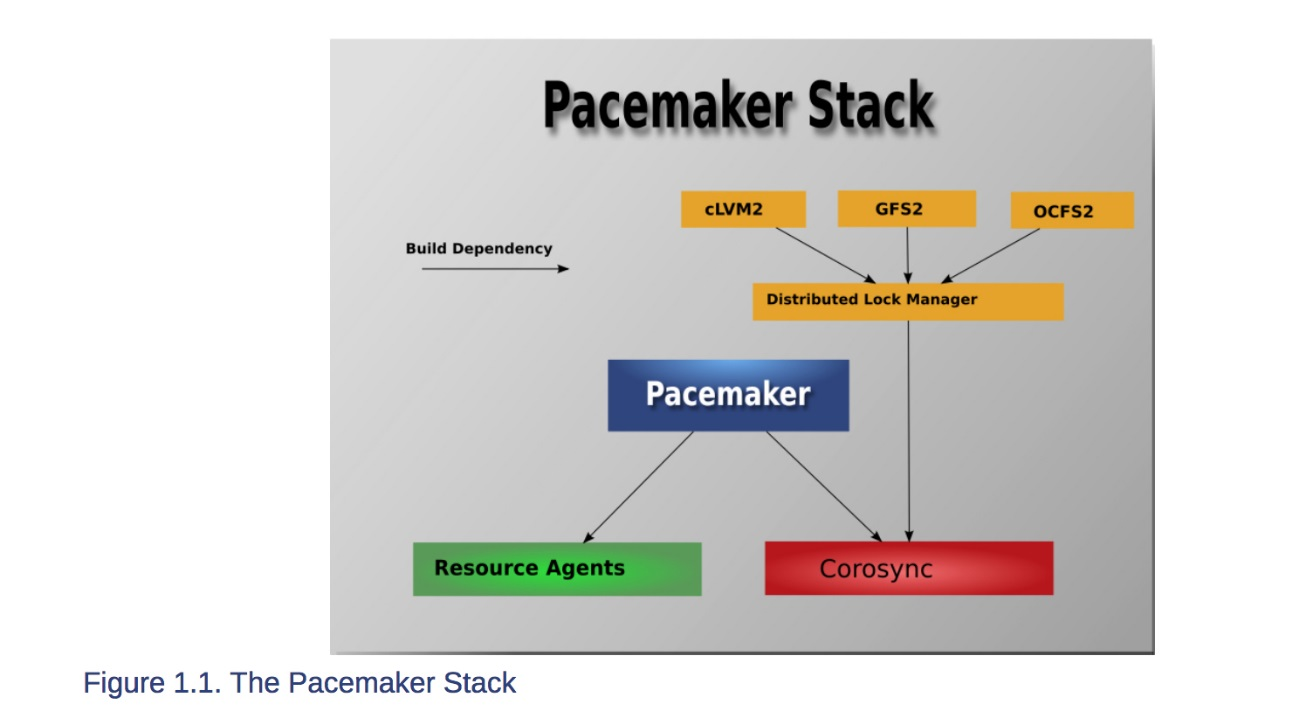 Pacemaker Stack
cLVM2
GFS2
OCFS2
Build Dependency
Distributed Lock Manager
Pacemaker
Resource Agents
Corosync
Figure 1.1. The Pacemaker Stack